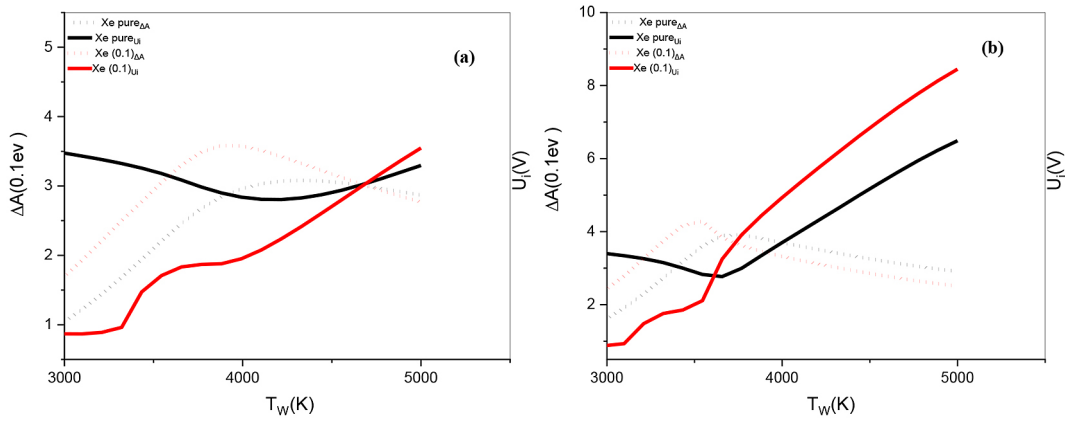 Xe pureΔA
Xe pureUi
Xe (0.1)ΔA
Xe (0.1)Ui
(a)
5
4
3
2
1
ΔA(0.1ev )
Ui(V)
3000 4000 5000
TW(K)
Xe pureΔA
Xe pureUi
Xe (0.1)ΔA
Xe (0.1)Ui
(b)
10
8
6
4
2
ΔA(0.1ev )
Ui(V)
3000 4000 5000
TW(K)